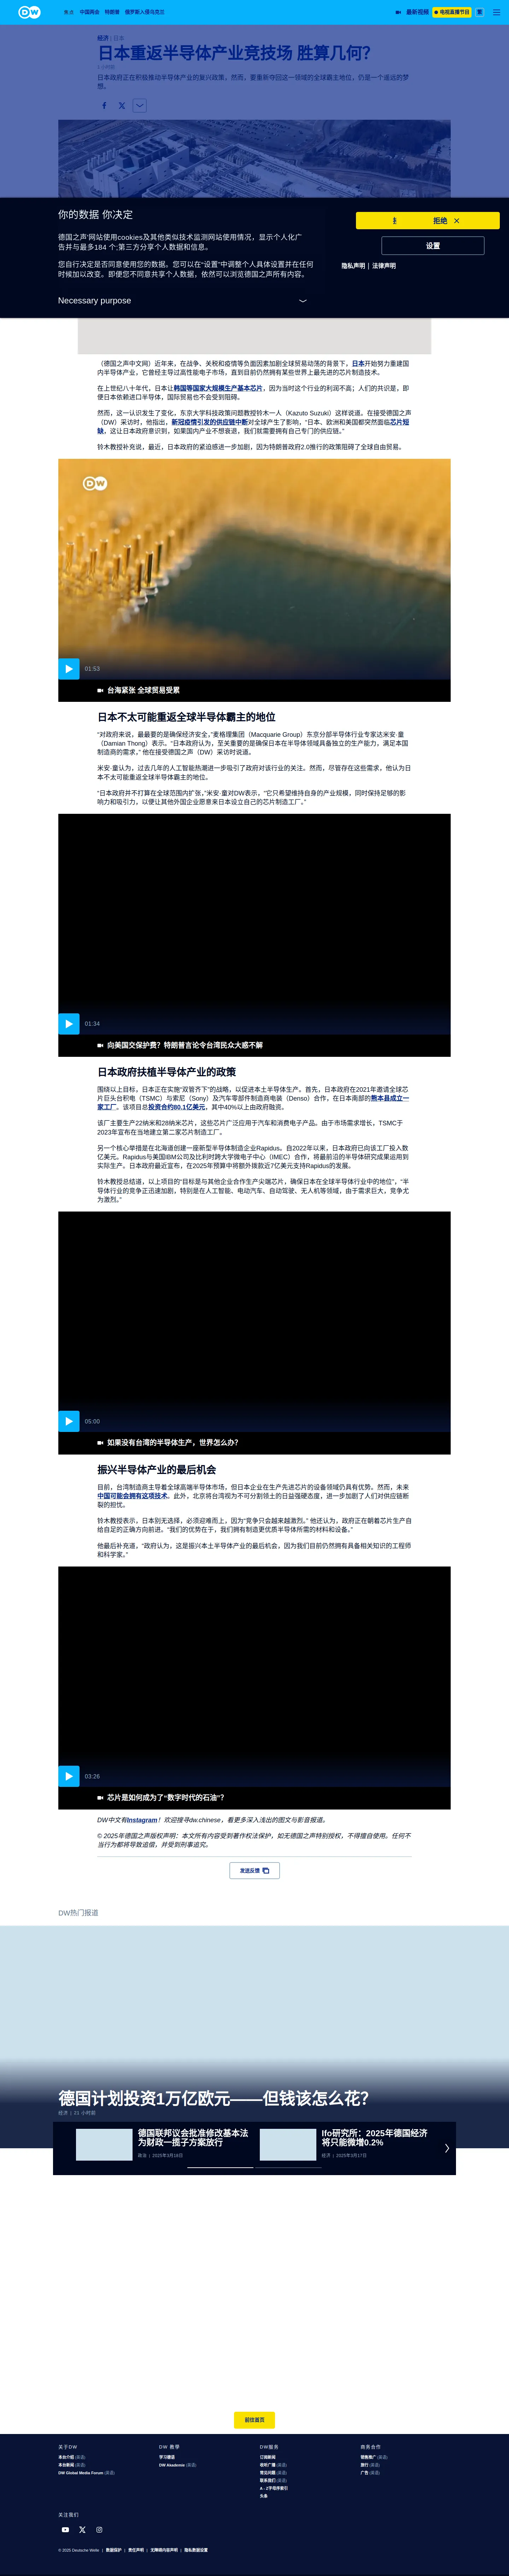 DW
焦点 中国两会 特朗普 俄罗斯入侵乌克兰
最新视频
电视直播节目
繁
经济 | 日本
日本重返半导体产业竞技场 胜算几何？
日本政府正在积极推动半导体产业的复兴政策，然而，要重新夺回这一领域的全球霸主地位，仍是一个遥远的梦
想。
你的数据 你决定
德国之声‘网站使用cookies及其他类似技术监测网站使用情况，显示个人化广
告并与最多184 个;第三方分享个人数据和信息。
您自行决定是否同意使用您的数据。您可以在“设置”中调整个人具体设置并在任何
时候加以改变。即便您不同意共享个人数据，依然可以浏览德国之声所有内容。
Necessary purpose
拒绝
设置
隐私声明 | 法律声明
（德国之声中文网）近年来，在战争、关税和疫情等负面因素加剧全球贸易动荡的背景下，日本开始努力重建国
内半导体产业，它曾经主导过高性能电子市场，直到目前仍然拥有某些世界上最先进的芯片制造技术。
在上世纪八十年代，日本让韩国等国家大规模生产基本芯片，因为当时这个行业的利润不高；人们的共识是，即
便日本依赖进口半导体，国际贸易也不会受到阻碍。
然而，这一认识发生了变化。东京大学科技政策问题教授铃木一人（Kazuto Suzuki）这样说道。在接受德国之声
（DW）采访时，他指出，新冠疫情引发的供应链中断对全球产生了影响，“日本、欧洲和美国都突然面临芯片短
缺，这让日本政府意识到，如果国内产业不想衰退，我们就需要拥有自己专门的供应链。”
铃木教授补充说，最近，日本政府的紧迫感进一步加剧，因为特朗普政府2.0推行的政策阻碍了全球自由贸易。
DW
01:53
台海紧张 全球贸易受累
日本不太可能重返全球半导体霸主的地位
“对政府来说，最最要的是确保经济安全，”麦格理集团（Macquarie Group）东京分部半导体行业专家达米安·童
（Damian Thong）表示。“日本政府认为，至关重要的是确保日本在半导体领域具备独立的生产能力，满足本国
制造商的需求，” 他在接受德国之声（DW）采访时说道。
米安·童认为，过去几年的人工智能热潮进一步吸引了政府对该行业的关注。然而，尽管存在这些需求，他认为日
本不太可能重返全球半导体霸主的地位。
“日本政府并不打算在全球范围内扩张，”米安·童对DW表示，“它只希望维持自身的产业规模，同时保持足够的影
响力和吸引力，以便让其他外国企业愿意来日本设立自己的芯片制造工厂。”
01:34
向美国交保护费？特朗普言论令台湾民众大惑不解
日本政府扶植半导体产业的政策
围绕以上目标，日本正在实施“双管齐下”的战略，以促进本土半导体生产。首先，日本政府在2021年邀请全球芯
片巨头台积电（TSMC）与索尼（Sony）及汽车零部件制造商电装（Denso）合作，在日本南部的熊本县成立一
家工厂。该项目总投资合约80.1亿美元，其中40%以上由政府融资。
该厂主要生产22纳米和28纳米芯片，这些芯片广泛应用于汽车和消费电子产品。由于市场需求增长，TSMC于
2023年宣布在当地建立第二家芯片制造工厂。
另一个核心举措是在北海道创建一座新型半导体制造企业Rapidus。自2022年以来，日本政府已向该工厂投入数
亿美元。Rapidus与美国IBM公司及比利时跨大学微电子中心（IMEC）合作，将最前沿的半导体研究成果运用到
实际生产。日本政府最近宣布，在2025年预算中将额外拨款近7亿美元支持Rapidus的发展。
铃木教授总结道，以上项目的“目标是与其他企业合作生产尖端芯片，确保日本在全球半导体行业中的地位”，“半
导体行业的竞争正迅速加剧，特别是在人工智能、电动汽车、自动驾驶、无人机等领域，由于需求巨大，竞争尤
为激烈。”
05:00
如果没有台湾的半导体生产，世界怎么办？
振兴半导体产业的最后机会
目前，台湾制造商主导着全球高端半导体市场，但日本企业在生产先进芯片的设备领域仍具有优势。然而，未来
中国可能会拥有这项技术。此外，北京将台湾视为不可分割领土的日益强硬态度，进一步加剧了人们对供应链断
裂的担忧。
铃木教授表示，日本别无选择，必须迎难而上，因为“竞争只会越来越激烈。” 他还认为，政府正在朝着芯片生产自
给自足的正确方向前进。“我们的优势在于，我们拥有制造更优质半导体所需的材料和设备。”
他最后补充道，“政府认为，这是振兴本土半导体产业的最后机会，因为我们目前仍然拥有具备相关知识的工程师
和科学家。”
03:26
芯片是如何成为了“数字时代的石油”？
DW中文有Instagram！欢迎搜寻dw.chinese，看更多深入浅出的图文与影音报道。
© 2025年德国之声版权声明：本文所有内容受到著作权法保护，如无德国之声特别授权，不得擅自使用。任何不
当行为都将导致追偿，并受到刑事追究。
发送反馈
DW热门报道
德国计划投资1万亿欧元——但钱该怎么花？
经济 | 21 小时前
德国联邦议会批准修改基本法
为财政一揽子方案放行
政治 | 2025年3月18日
Ifo研究所：2025年德国经济
将只能微增0.2%
经济 | 2025年3月17日
前往首页
关于DW
本台介绍 (英语)
本台新闻 (英语)
DW Global Media Forum (英语)
DW 教學
学习德语
DW Akademie (英语)
DW服务
订阅新闻
收听广播 (英语)
常见问题 (英语)
联系我们 (英语)
A - Z字母序索引
头条
商务合作
销售推广 (英语)
旅行 (英语)
广告 (英语)
关注我们
© 2025 Deutsche Welle | 数据保护 | 责任声明 | 无障碍内容声明 | 隐私数据设置